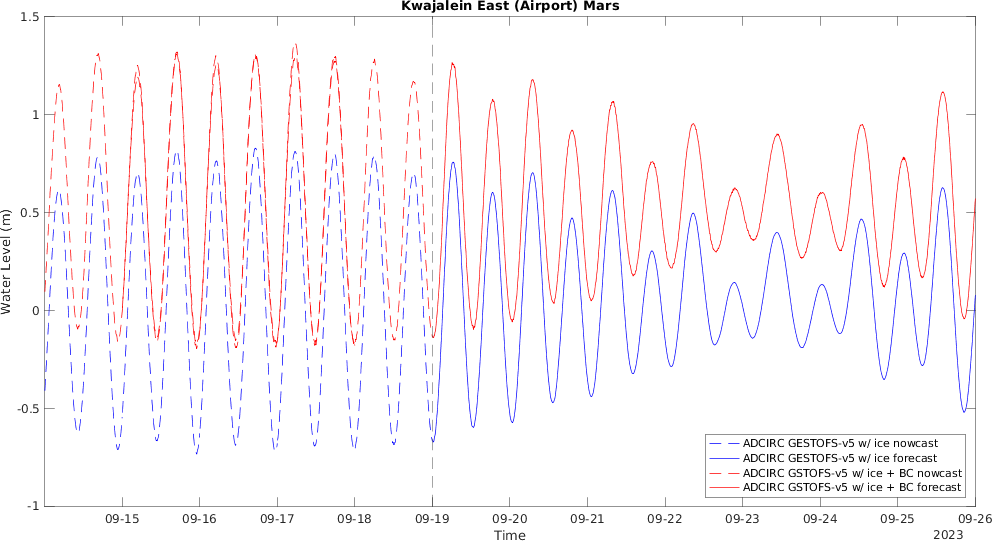 Kwajalein East (Airport) Mars
1.5
1
0.5
0
-0.5
-1
Water Level (m)
09-15 09-16 09-17 09-18 09-19 09-20 09-21 09-22 09-23 09-24 09-25 09-26
Time
2023
ADCIRC GESTOFS-v5 w/ ice nowcast
ADCIRC GESTOFS-v5 w/ ice forecast
ADCIRC GSTOFS-v5 w/ ice + BC nowcast
ADCIRC GSTOFS-v5 w/ ice + BC forecast